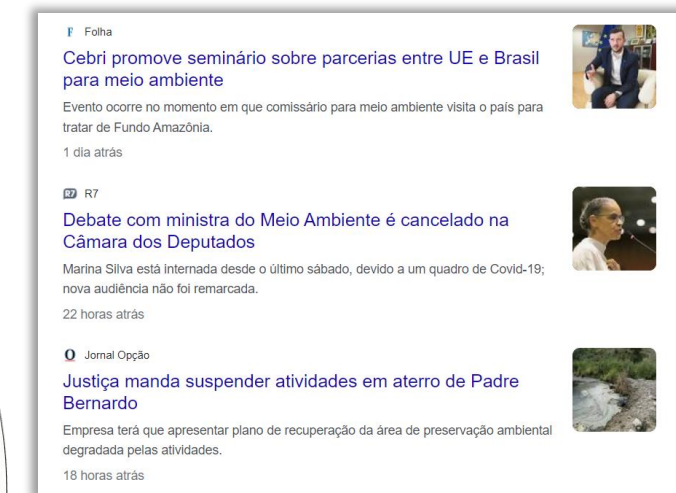 Folha
Cebri promove seminário sobre parcerias entre UE e Brasil
para meio ambiente
Evento ocorre no momento em que comissário para meio ambiente visita o país para
tratar de Fundo Amazônia.
1 dia atrás
R7 R7
Debate com ministra do Meio Ambiente é cancelado na
Câmara dos Deputados
Marina Silva está internada desde o último sábado, devido a um quadro de Covid-19;
nova audiência não foi remarcada.
22 horas atrás
O Jornal Opção
Justiça manda suspender atividades em aterro de Padre
Bernardo
Empresa terá que apresentar plano de recuperação da área de preservação ambiental
degradada pelas atividades.
18 horas atrás